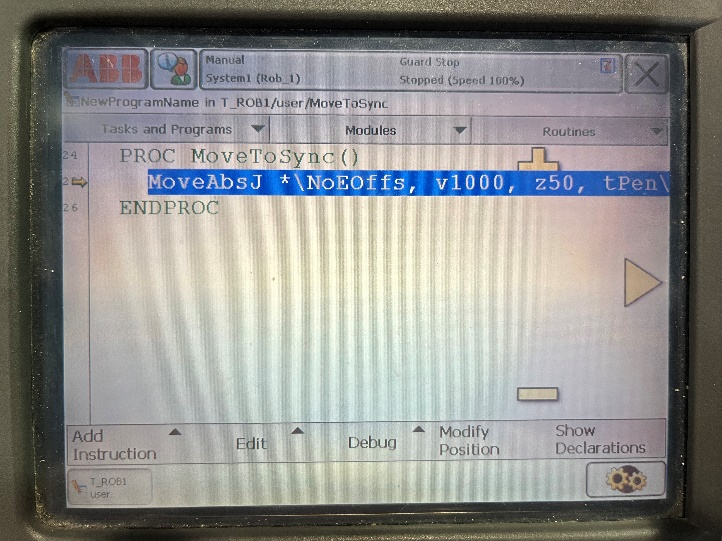 ABB
Manual
System1 (Rob_1)
Guard Stop
Stopped (Speed 100%)
NewProgramName in T_ROB1/user/MoveToSync
Tasks and Programs
Modules
Routines
24 PROC MoveToSync()
MoveAbsJ *\NoEOffs, v1000, z50, tPen\
26 ENDPROC
Add Instruction
Edit
Debug
Modify Position
Show Declarations
T_ROB1
user